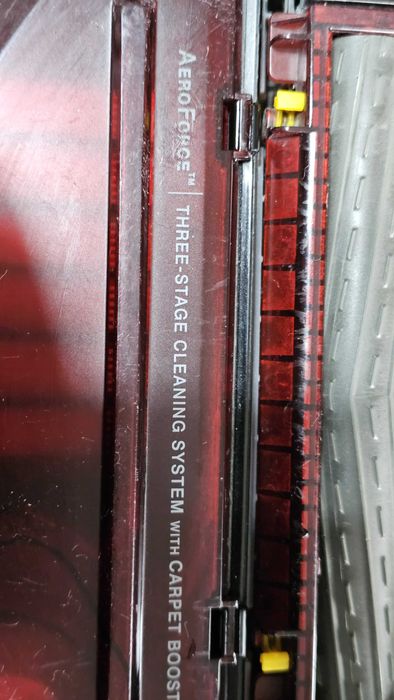 AEROFORCE™ | THREE-STAGE CLEANING SYSTEM WITH CARPET BOOST